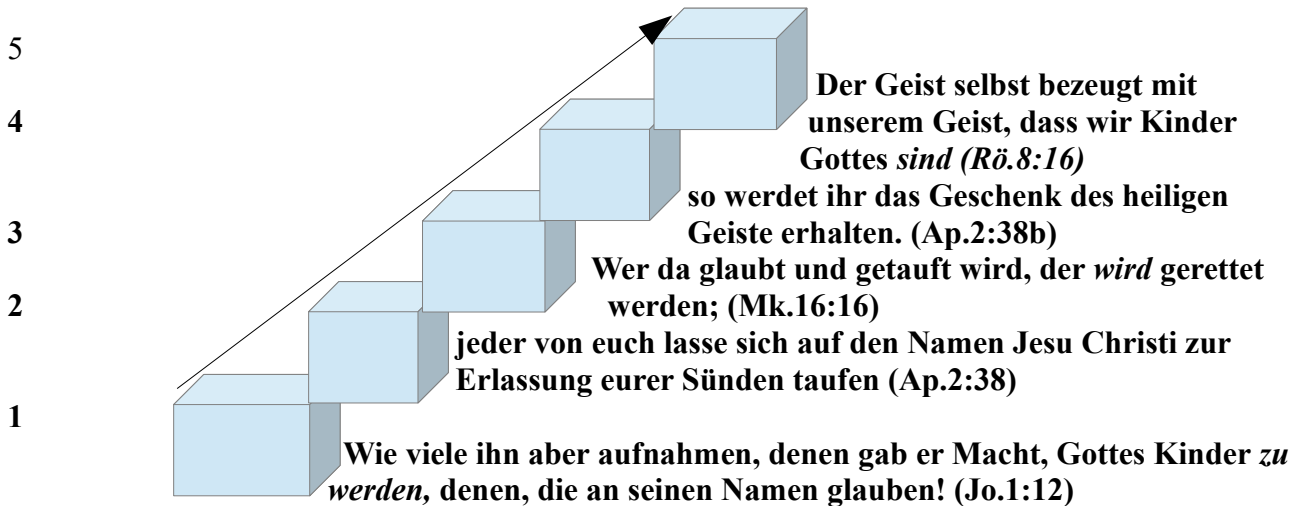 5
Der Geist selbst bezeugt mit
4
unserem Geist, dass wir Kinder
Gottes sind (Rö.8:16)
so werdet ihr das Geschenk des heiligen
3
Geiste erhalten. (Ap.2:38b)
Wer da glaubt und getauft wird, der wird gerettet
2
werden; (Mk.16:16)
jeder von euch lasse sich auf den Namen Jesu Christi zur
Erlassung eurer Sünden taufen (Ap.2:38)
1
Wie viele ihn aber aufnahmen, denen gab er Macht, Gottes Kinder zu
werden, denen, die an seinen Namen glauben! (Jo.1:12)